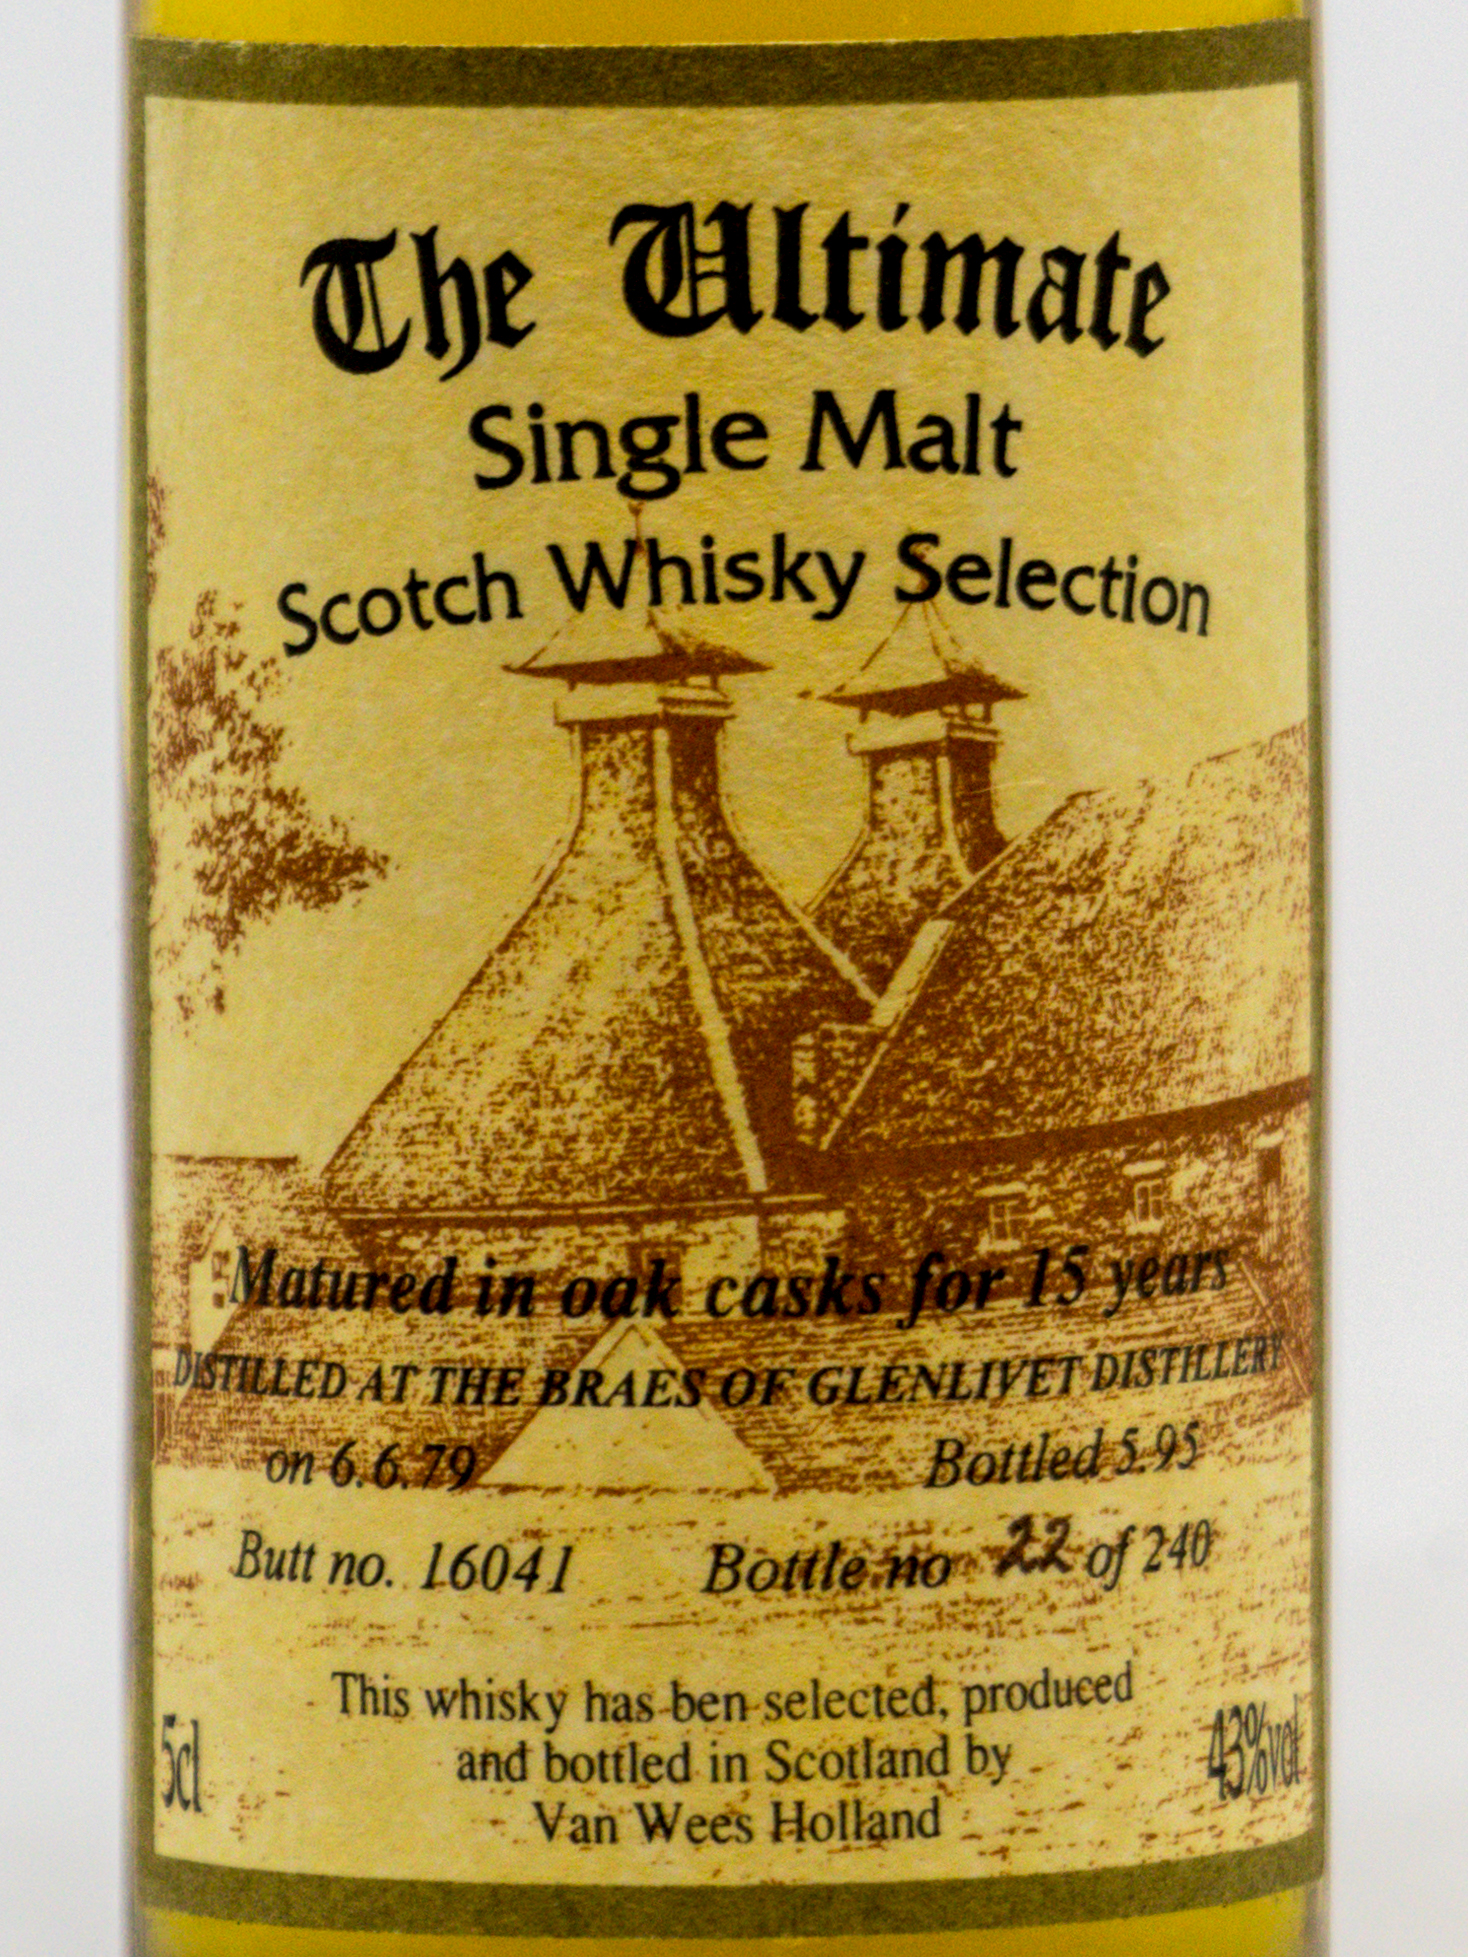 The Ultimate
Single Malt
Scotch Whisky Selection
Matured in oak casks for 15 years
DISTILLED AT THE BRAES OF GLENLIVET DISTILLERY
on 6.6.79 Bottled 5.95
Butt no. 16041 Bottle no 22 of 240
This whisky has ben selected, produced
and bottled in Scotland by
Van Wees Holland
5cl 43%vol